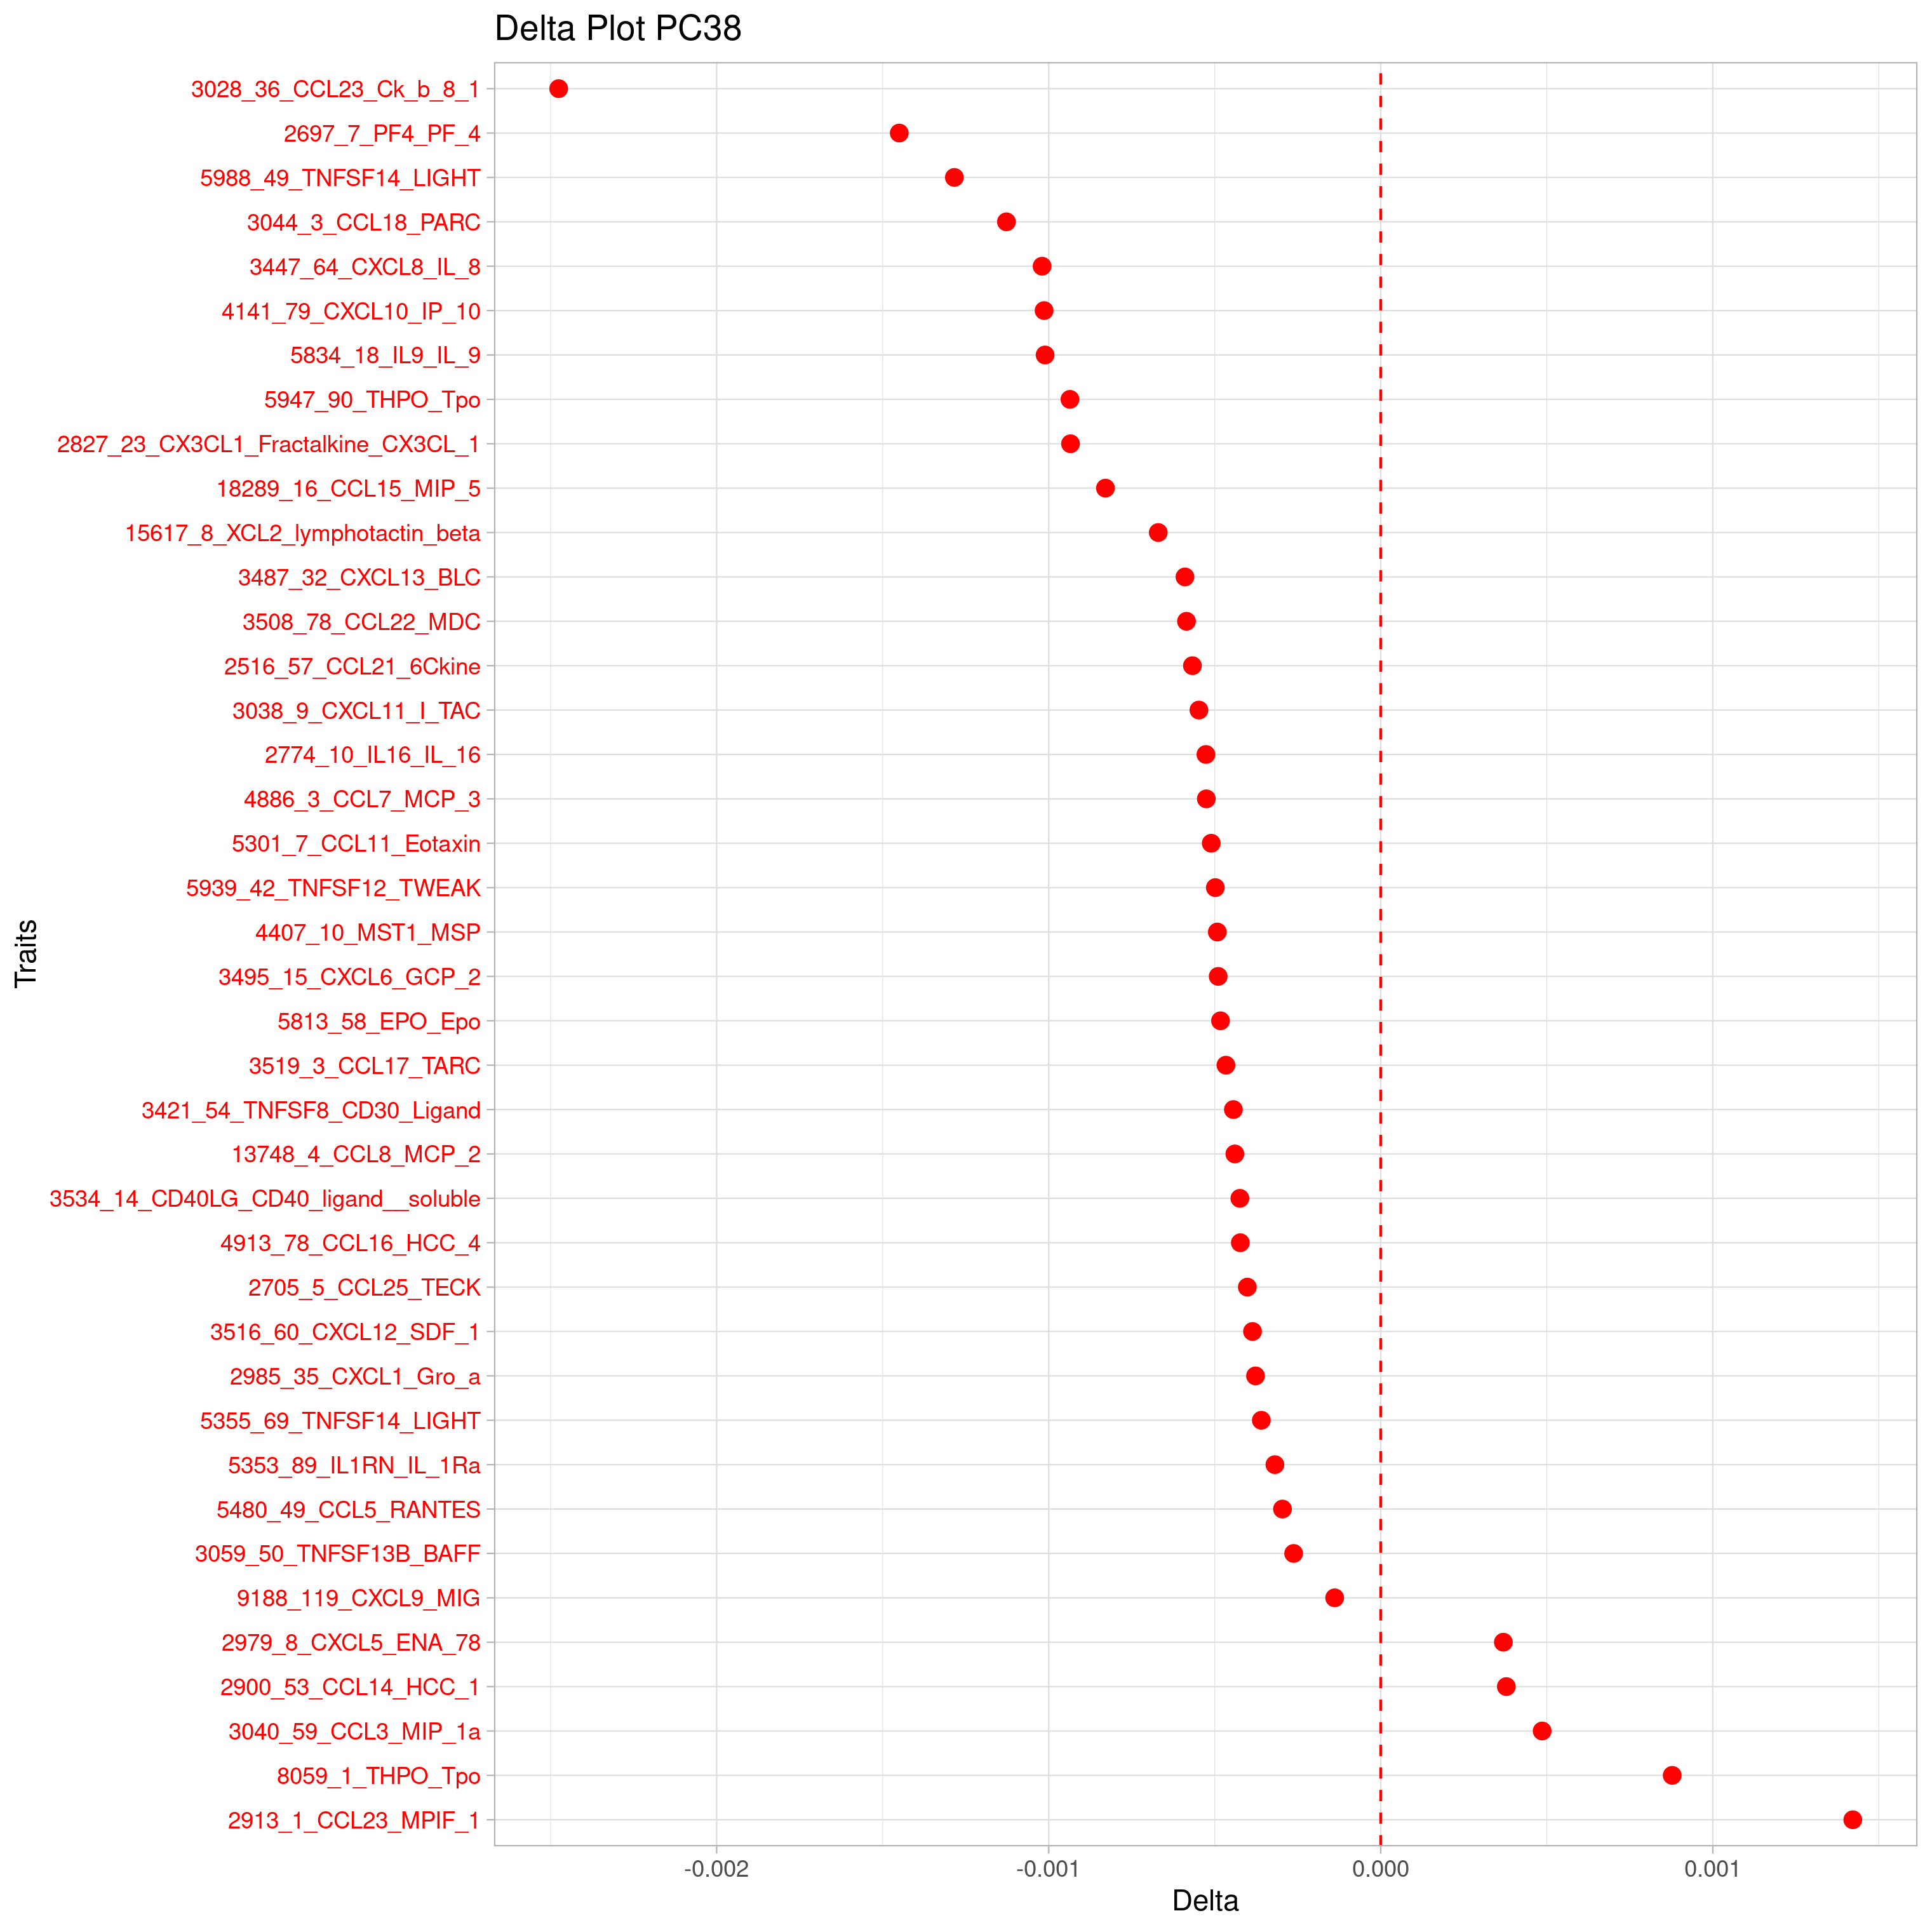 Delta Plot PC38
3028_36_CCL23_Ck_b_8_1
2697_7_PF4_PF_4
5988_49_TNFSF14_LIGHT
3044_3_CCL18_PARC
3447_64_CXCL8_IL_8
4141_79_CXCL10_IP_10
5834_18_IL9_IL_9
5947_90_THPO_Tpo
2827_23_CX3CL1_Fractalkine_CX3CL_1
18289_16_CCL15_MIP_5
15617_8_XCL2_lymphotactin_beta
3487_32_CXCL13_BLC
3508_78_CCL22_MDC
2516_57_CCL21_6Ckine
3038_9_CXCL11_I_TAC
2774_10_IL16_IL_16
4886_3_CCL7_MCP_3
5301_7_CCL11_Eotaxin
5939_42_TNFSF12_TWEAK
4407_10_MST1_MSP
3495_15_CXCL6_GCP_2
5813_58_EPO_Epo
3519_3_CCL17_TARC
3421_54_TNFSF8_CD30_Ligand
13748_4_CCL8_MCP_2
3534_14_CD40LG_CD40_ligand__soluble
4913_78_CCL16_HCC_4
2705_5_CCL25_TECK
3516_60_CXCL12_SDF_1
2985_35_CXCL1_Gro_a
5355_69_TNFSF14_LIGHT
5353_89_IL1RN_IL_1Ra
5480_49_CCL5_RANTES
3059_50_TNFSF13B_BAFF
9188_119_CXCL9_MIG
2979_8_CXCL5_ENA_78
2900_53_CCL14_HCC_1
3040_59_CCL3_MIP_1a
8059_1_THPO_Tpo
2913_1_CCL23_MPIF_1
Traits
-0.002 -0.001 0.000 0.001
Delta